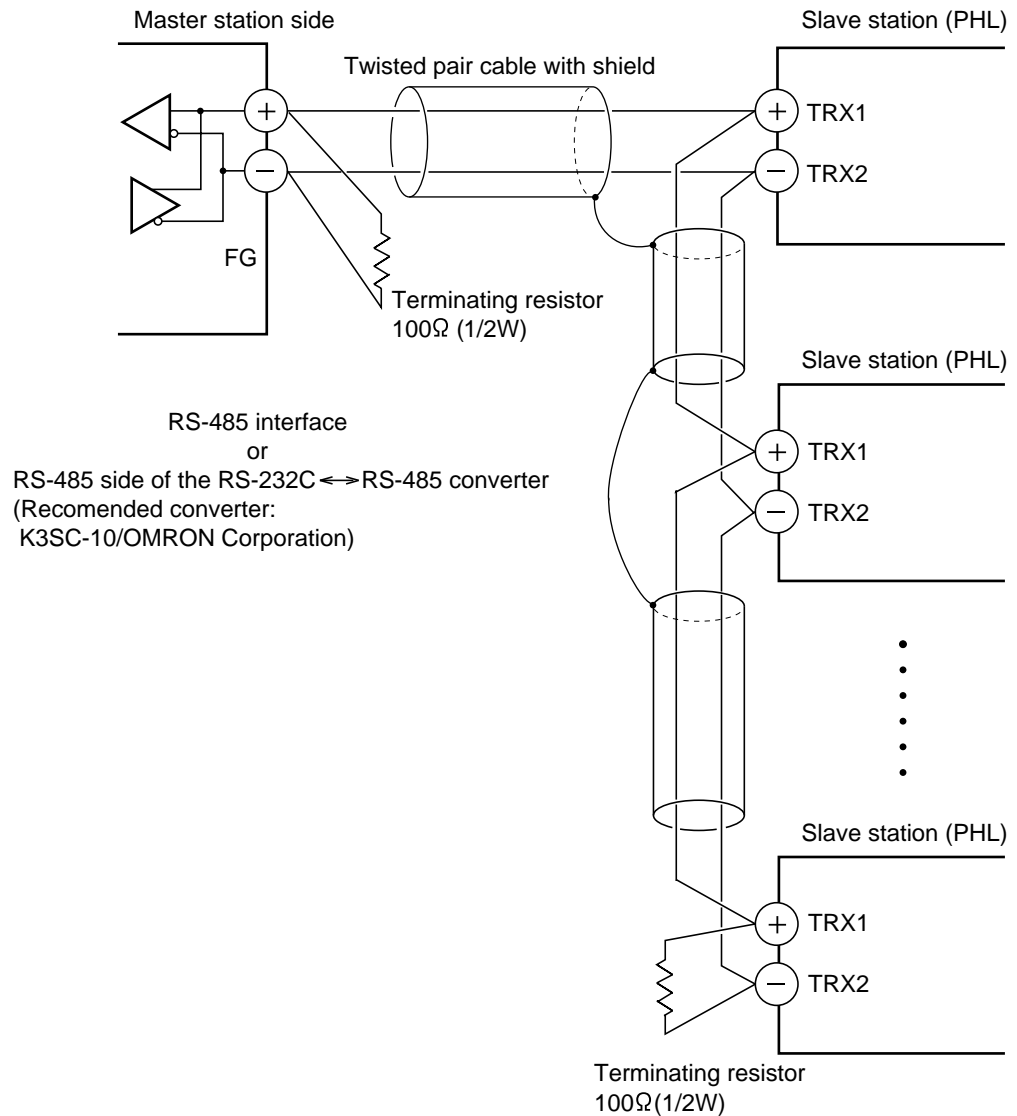 Master station side
Slave station (PHL)
Twisted pair cable with shield
+
+
TRX1
−
−
TRX2
FG
Terminating resistor
100Ω (1/2W)
Slave station (PHL)
RS-485 interface
or
RS-485 side of the RS-232C ↔ RS-485 converter
(Recomended converter:
K3SC-10/OMRON Corporation)
+
TRX1
−
TRX2
Slave station (PHL)
+
TRX1
−
TRX2
Terminating resistor
100Ω(1/2W)